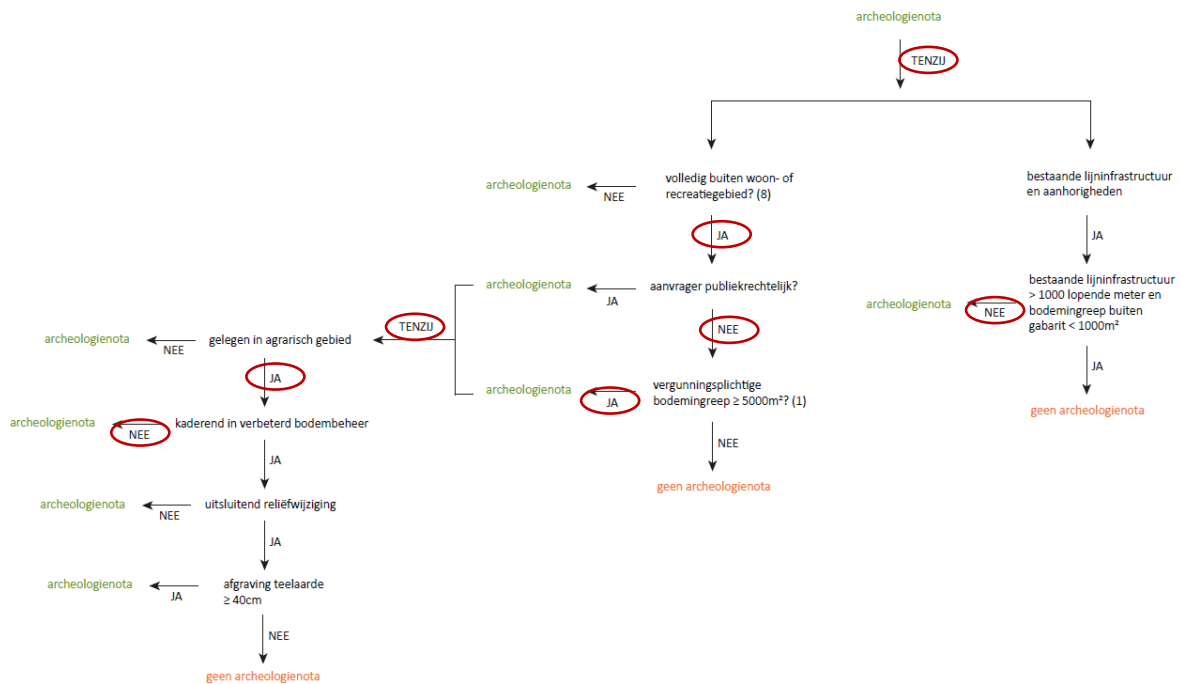 archeologienota
TENZIJ
volledig buiten woon- of
recreatiegebied? (8)
archeologienota
NEE
JA
bestaande lijninfrastructuur
en aanhorigheden
JA
aanvrager publiekrechtelijk?
archeologienota
JA
NEE
bestaande lijninfrastructuur
> 1000 lopende meter en
bodemingreep buiten
gabarit < 1000m²
archeologienota
NEE
JA
geen archeologienota
TENZIJ
gelegen in agrarisch gebied
archeologienota
NEE
JA
vergunningsplichtige
bodemingreep ≥ 5000m²? (1)
archeologienota
JA
NEE
geen archeologienota
kaderend in verbeterd bodembeheer
archeologienota
NEE
JA
uitsluitend reliëfwijziging
archeologienota
NEE
JA
afgraving teelaarde
≥ 40cm
archeologienota
JA
NEE
geen archeologienota